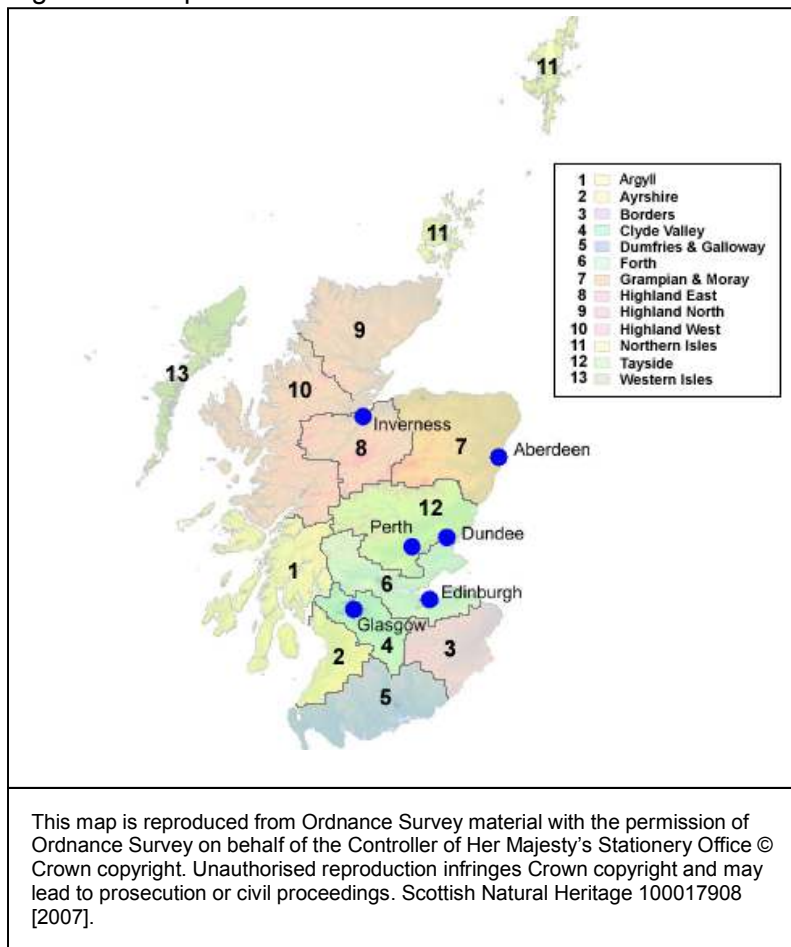 11
1 Argyll
2 Ayrshire
3 Borders
4 Clyde Valley
5 Dumfries & Galloway
6 Forth
7 Grampian & Moray
8 Highland East
9 Highland North
10 Highland West
11 Northern Isles
12 Tayside
13 Western Isles
11
9
13
10
Inverness
8
7
Aberdeen
12
Perth
Dundee
1
6
Edinburgh
Glasgow
2
4
3
5
This map is reproduced from Ordnance Survey material with the permission of
Ordnance Survey on behalf of the Controller of Her Majesty's Stationery Office ©
Crown copyright. Unauthorised reproduction infringes Crown copyright and may
lead to prosecution or civil proceedings. Scottish Natural Heritage 100017908
[2007].